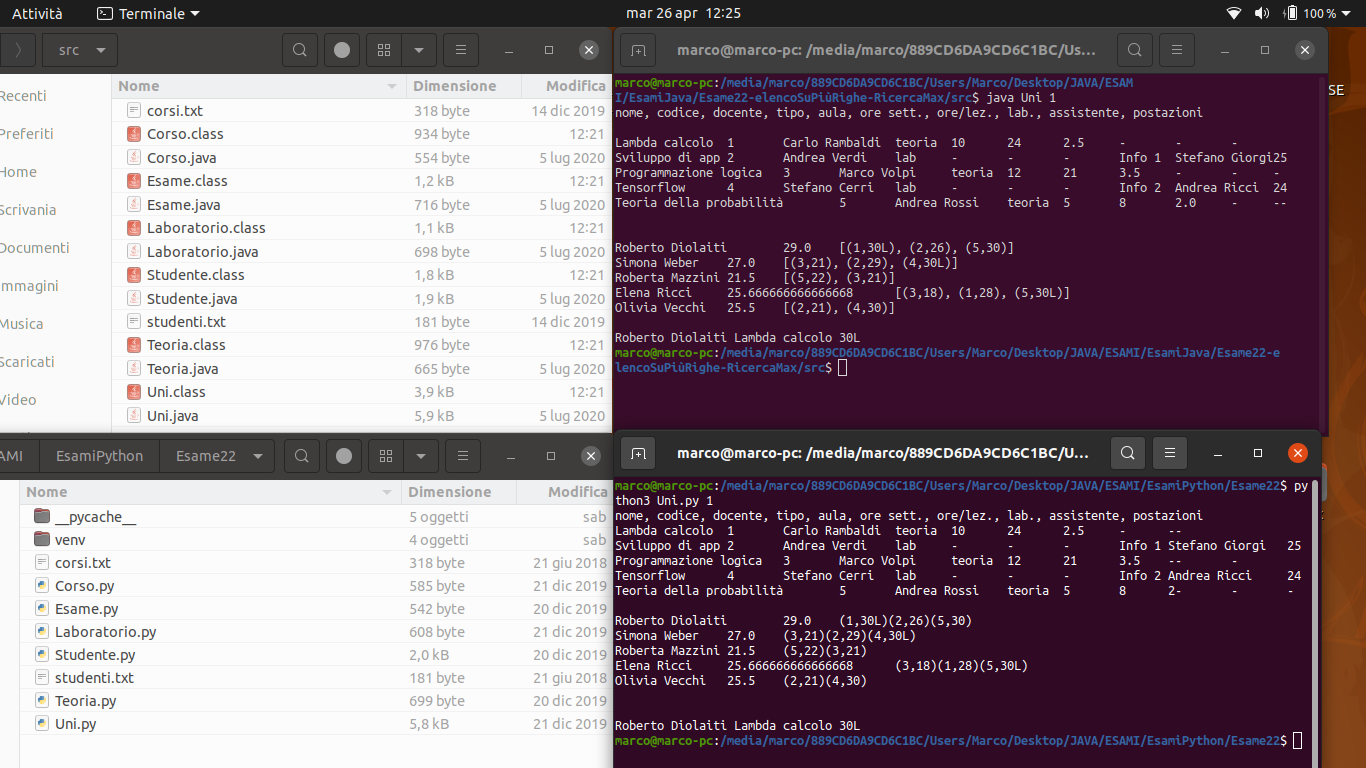 Attività Terminale mar 26 apr 12:25 100 %
src
Nome Dimensione Modifica
Recenti
Preferiti
Home
Scrivania
Documenti
Immagini
Musica
Scaricati
Video
corsi.txt 318 byte 14 dic 2019
Corso.class 934 byte 12:21
Corso.java 554 byte 5 lug 2020
Esame.class 1,2 kB 12:21
Esame.java 716 byte 5 lug 2020
Laboratorio.class 1,1 kB 12:21
Laboratorio.java 698 byte 5 lug 2020
Studente.class 1,8 kB 12:21
Studente.java 1,9 kB 5 lug 2020
studenti.txt 181 byte 14 dic 2019
Teoria.class 976 byte 12:21
Teoria.java 665 byte 5 lug 2020
Uni.class 3,9 kB 12:21
Uni.java 5,9 kB 5 lug 2020
marco@marco-pc: /media/marco/889CD6DA9CD6C1BC/Us...
SE
marco@marco-pc:/media/marco/889CD6DA9CD6C1BC/Users/Marco/Desktop/JAVA/ESAM
I/EsamiJava/Esame22-elencoSuPiùRighe-RicercaMax/src$ java Uni 1
nome, codice, docente, tipo, aula, ore sett., ore/lez., lab., assistente, postazioni
Lambda calcolo 1 Carlo Rambaldi teoria 10 24 2.5 - - -
Sviluppo di app 2 Andrea Verdi lab - - - Info 1 Stefano Giorgi25
Programmazione logica 3 Marco Volpi teoria 12 21 3.5 - - -
Tensorflow 4 Stefano Cerri lab - - - Info 2 Andrea Ricci 24
Teoria della probabilità 5 Andrea Rossi teoria 5 8 2.0 - --
Roberto Diolaiti 29.0 [(1,30L), (2,26), (5,30)]
Simona Weber 27.0 [(3,21), (2,29), (4,30L)]
Roberta Mazzini 21.5 [(5,22), (3,21)]
Elena Ricci 25.666666666666668 [(3,18), (1,28), (5,30L)]
Olivia Vecchi 25.5 [(2,21), (4,30)]
Roberto Diolaiti Lambda calcolo 30L
marco@marco-pc:/media/marco/889CD6DA9CD6C1BC/Users/Marco/Desktop/JAVA/ESAMI/EsamiJava/Esame22-e
lencoSuPiùRighe-RicercaMax/src$
AMI EsamiPython Esame22
Nome Dimensione Modifica
__pycache__ 5 oggetti sab
venv 4 oggetti sab
corsi.txt 318 byte 21 giu 2018
Corso.py 585 byte 21 dic 2019
Esame.py 542 byte 20 dic 2019
Laboratorio.py 608 byte 21 dic 2019
Studente.py 2,0 kB 20 dic 2019
studenti.txt 181 byte 21 giu 2018
Teoria.py 699 byte 20 dic 2019
Uni.py 5,8 kB 21 dic 2019
marco@marco-pc: /media/marco/889CD6DA9CD6C1BC/U...
marco@marco-pc:/media/marco/889CD6DA9CD6C1BC/Users/Marco/Desktop/JAVA/ESAMI/EsamiPython/Esame22$ py
thon3 Uni.py 1
nome, codice, docente, tipo, aula, ore sett., ore/lez., lab., assistente, postazioni
Lambda calcolo 1 Carlo Rambaldi teoria 10 24 2.5 - --
Sviluppo di app 2 Andrea Verdi lab - - - Info 1 Stefano Giorgi 25
Programmazione logica 3 Marco Volpi teoria 12 21 3.5 -- -
Tensorflow 4 Stefano Cerri lab - - - Info 2 Andrea Ricci 24
Teoria della probabilità 5 Andrea Rossi teoria 5 8 2- - -
Roberto Diolaiti 29.0 (1,30L)(2,26)(5,30)
Simona Weber 27.0 (3,21)(2,29)(4,30L)
Roberta Mazzini 21.5 (5,22)(3,21)
Elena Ricci 25.666666666666668 (3,18)(1,28)(5,30L)
Olivia Vecchi 25.5 (2,21)(4,30)
Roberto Diolaiti Lambda calcolo 30L
marco@marco-pc:/media/marco/889CD6DA9CD6C1BC/Users/Marco/Desktop/JAVA/ESAMI/EsamiPython/Esame22$